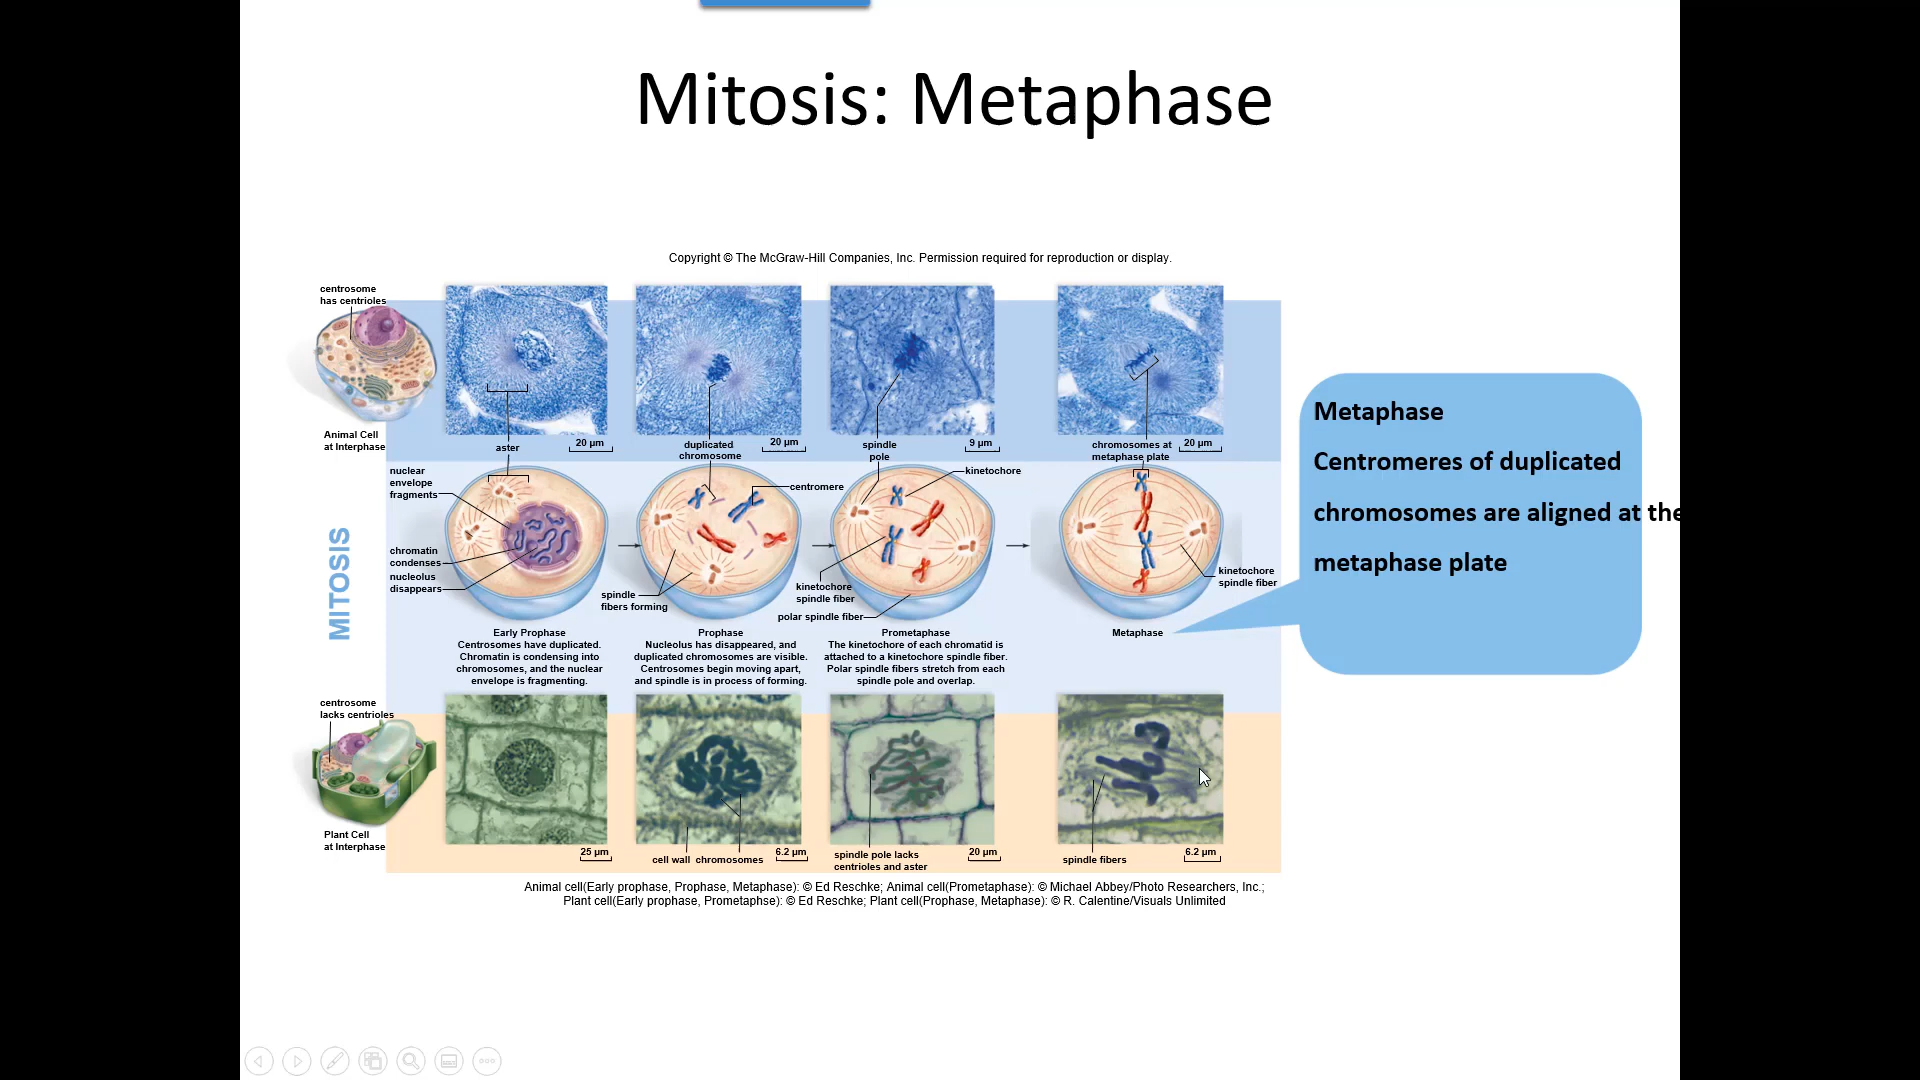 Mitosis: Metaphase
Copyright © The McGraw-Hill Companies, Inc. Permission required for reproduction or display.
centrosome
has centrioles
Animal Cell
at Interphase
aster
20 µm
duplicated
chromosome
20 µm
spindle
pole
9 µm
chromosomes at
metaphase plate
20 µm
MITOSIS
nuclear
envelope
fragments
chromatin
condenses
nucleolus
disappears
centromere
spindle
fibers forming
kinetochore
kinetochore
spindle fiber
polar spindle fiber
kinetochore
spindle fiber
Early Prophase
Centrosomes have duplicated.
Chromatin is condensing into
chromosomes, and the nuclear
envelope is fragmenting.
Prophase
Nucleolus has disappeared, and
duplicated chromosomes are visible.
Centrosomes begin moving apart,
and spindle is in process of forming.
Prometaphase
The kinetochore of each chromatid is
attached to a kinetochore spindle fiber.
Polar spindle fibers stretch from each
spindle pole and overlap.
Metaphase
Metaphase
Centromeres of duplicated
chromosomes are aligned at the
metaphase plate
centrosome
lacks centrioles
Plant Cell
at Interphase
25 µm
cell wall chromosomes
6.2 µm
spindle pole lacks
centrioles and aster
20 µm
spindle fibers
6.2 µm
Animal cell(Early prophase, Prophase, Metaphase): © Ed Reschke; Animal cell(Prometaphase): © Michael Abbey/Photo Researchers, Inc.;
Plant cell(Early prophase, Prometaphse): © Ed Reschke; Plant cell(Prophase, Metaphase): © R. Calentine/Visuals Unlimited